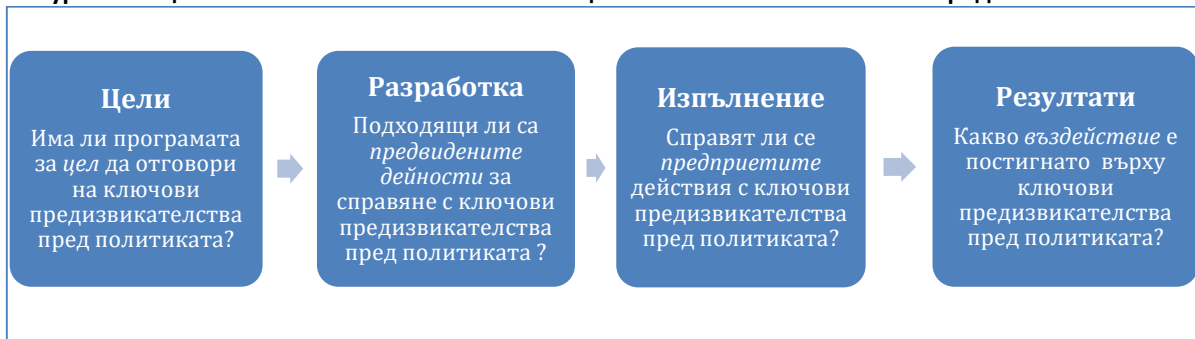 Цели
Има ли програмата
за цел да отговори
на ключови
предизвикателства
пред политиката?
Разработка
Подходящи ли са
предвидените
дейности за
справяне с ключови
предизвикателства
пред политиката ?
Изпълнение
Справят ли се
предприетите
действия с ключови
предизвикателства
пред политиката?
Резултати
Какво въздействие е
постигнато върху
ключови
предизвикателства
пред политиката?